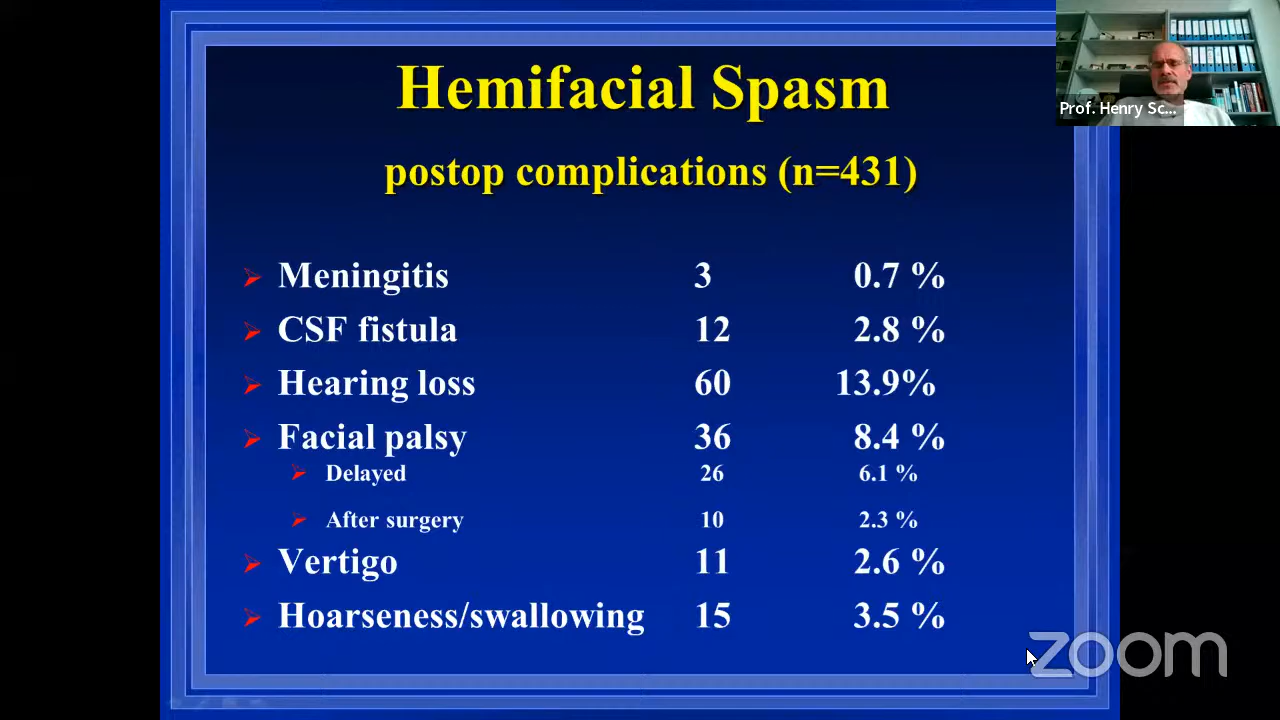 Hemifacial Spasm
postop complications (n=431)
Meningitis 3 0.7 %
CSF fistula 12 2.8 %
Hearing loss 60 13.9%
Facial palsy 36 8.4 %
Delayed 26 6.1 %
After surgery 10 2.3 %
Vertigo 11 2.6 %
Hoarseness/swallowing 15 3.5 %
Prof. Henry Sc...
zoom